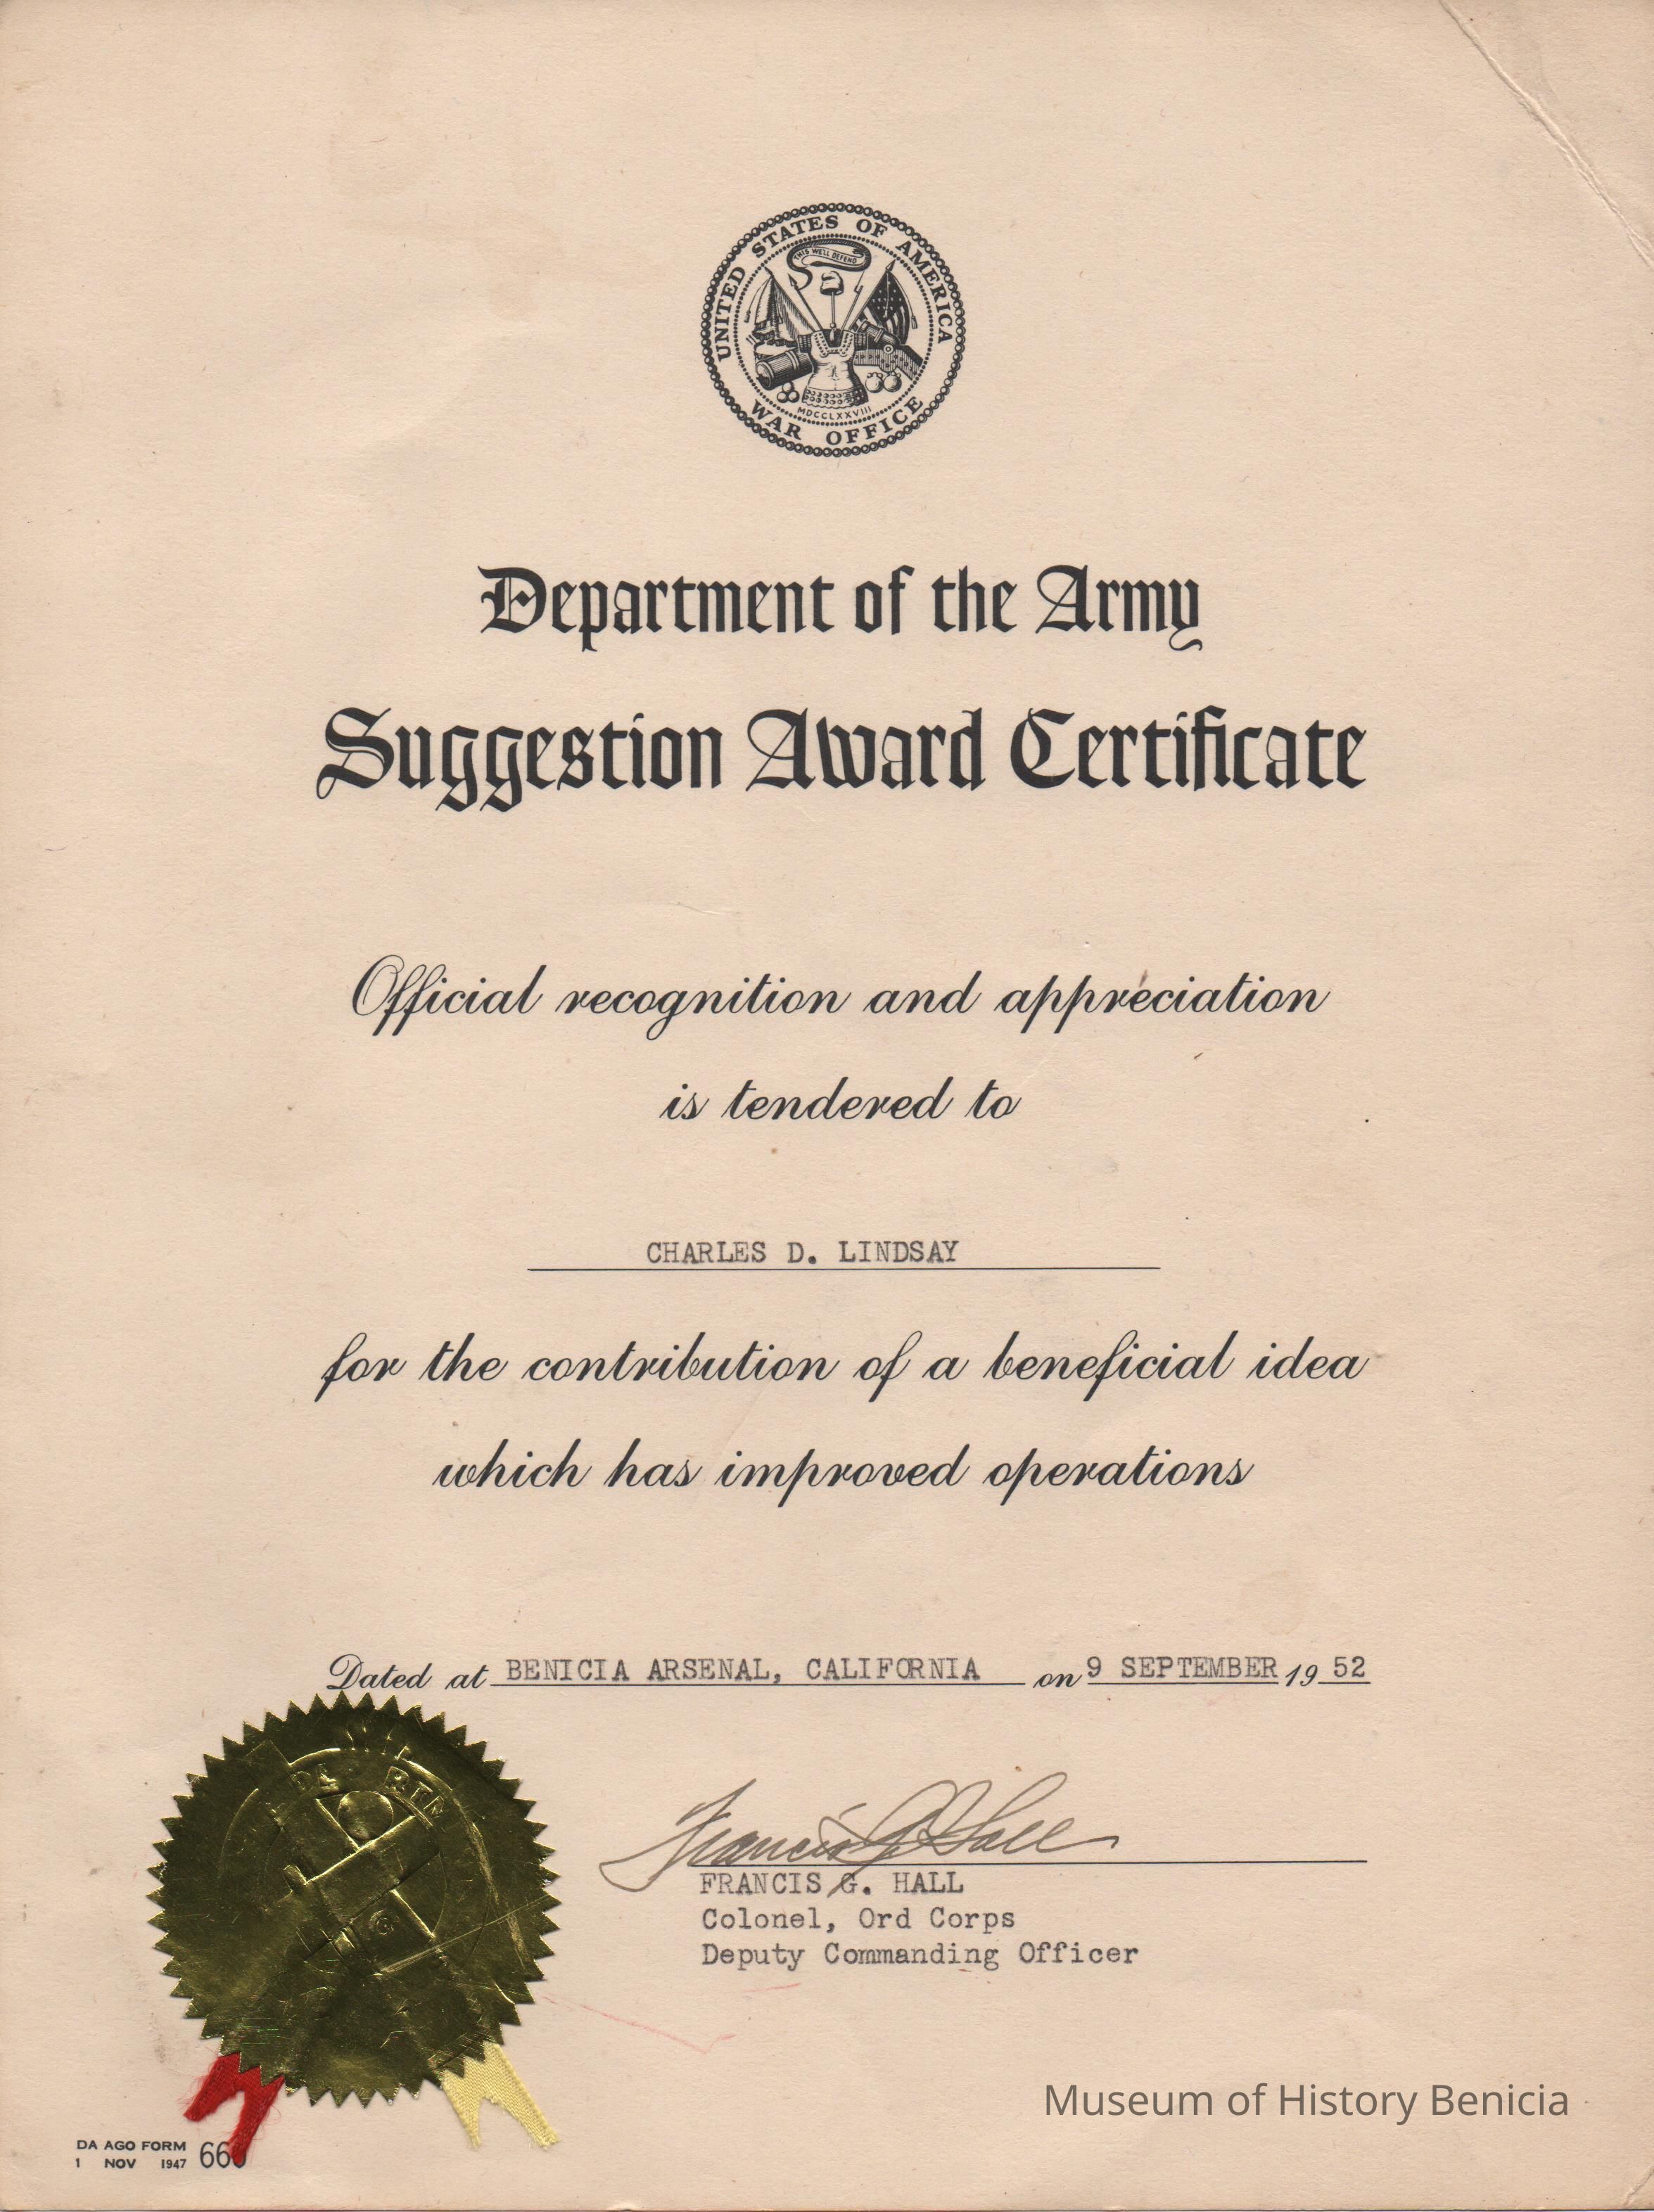 UNITED STATES OF AMERICA
THIS WE'LL DEFEND
MDCCLXXVIII
WAR OFFICE
Department of the Army
Suggestion Award Certificate
Official recognition and appreciation
is tendered to
CHARLES D. LINDSAY
for the contribution of a beneficial idea
which has improved operations
Dated at BENICIA ARSENAL, CALIFORNIA on 9 SEPTEMBER 19 52
Francis G Hall
FRANCIS G. HALL
Colonel, Ord Corps
Deputy Commanding Officer
Museum of History Benicia
DA AGO FORM
1 NOV 1947